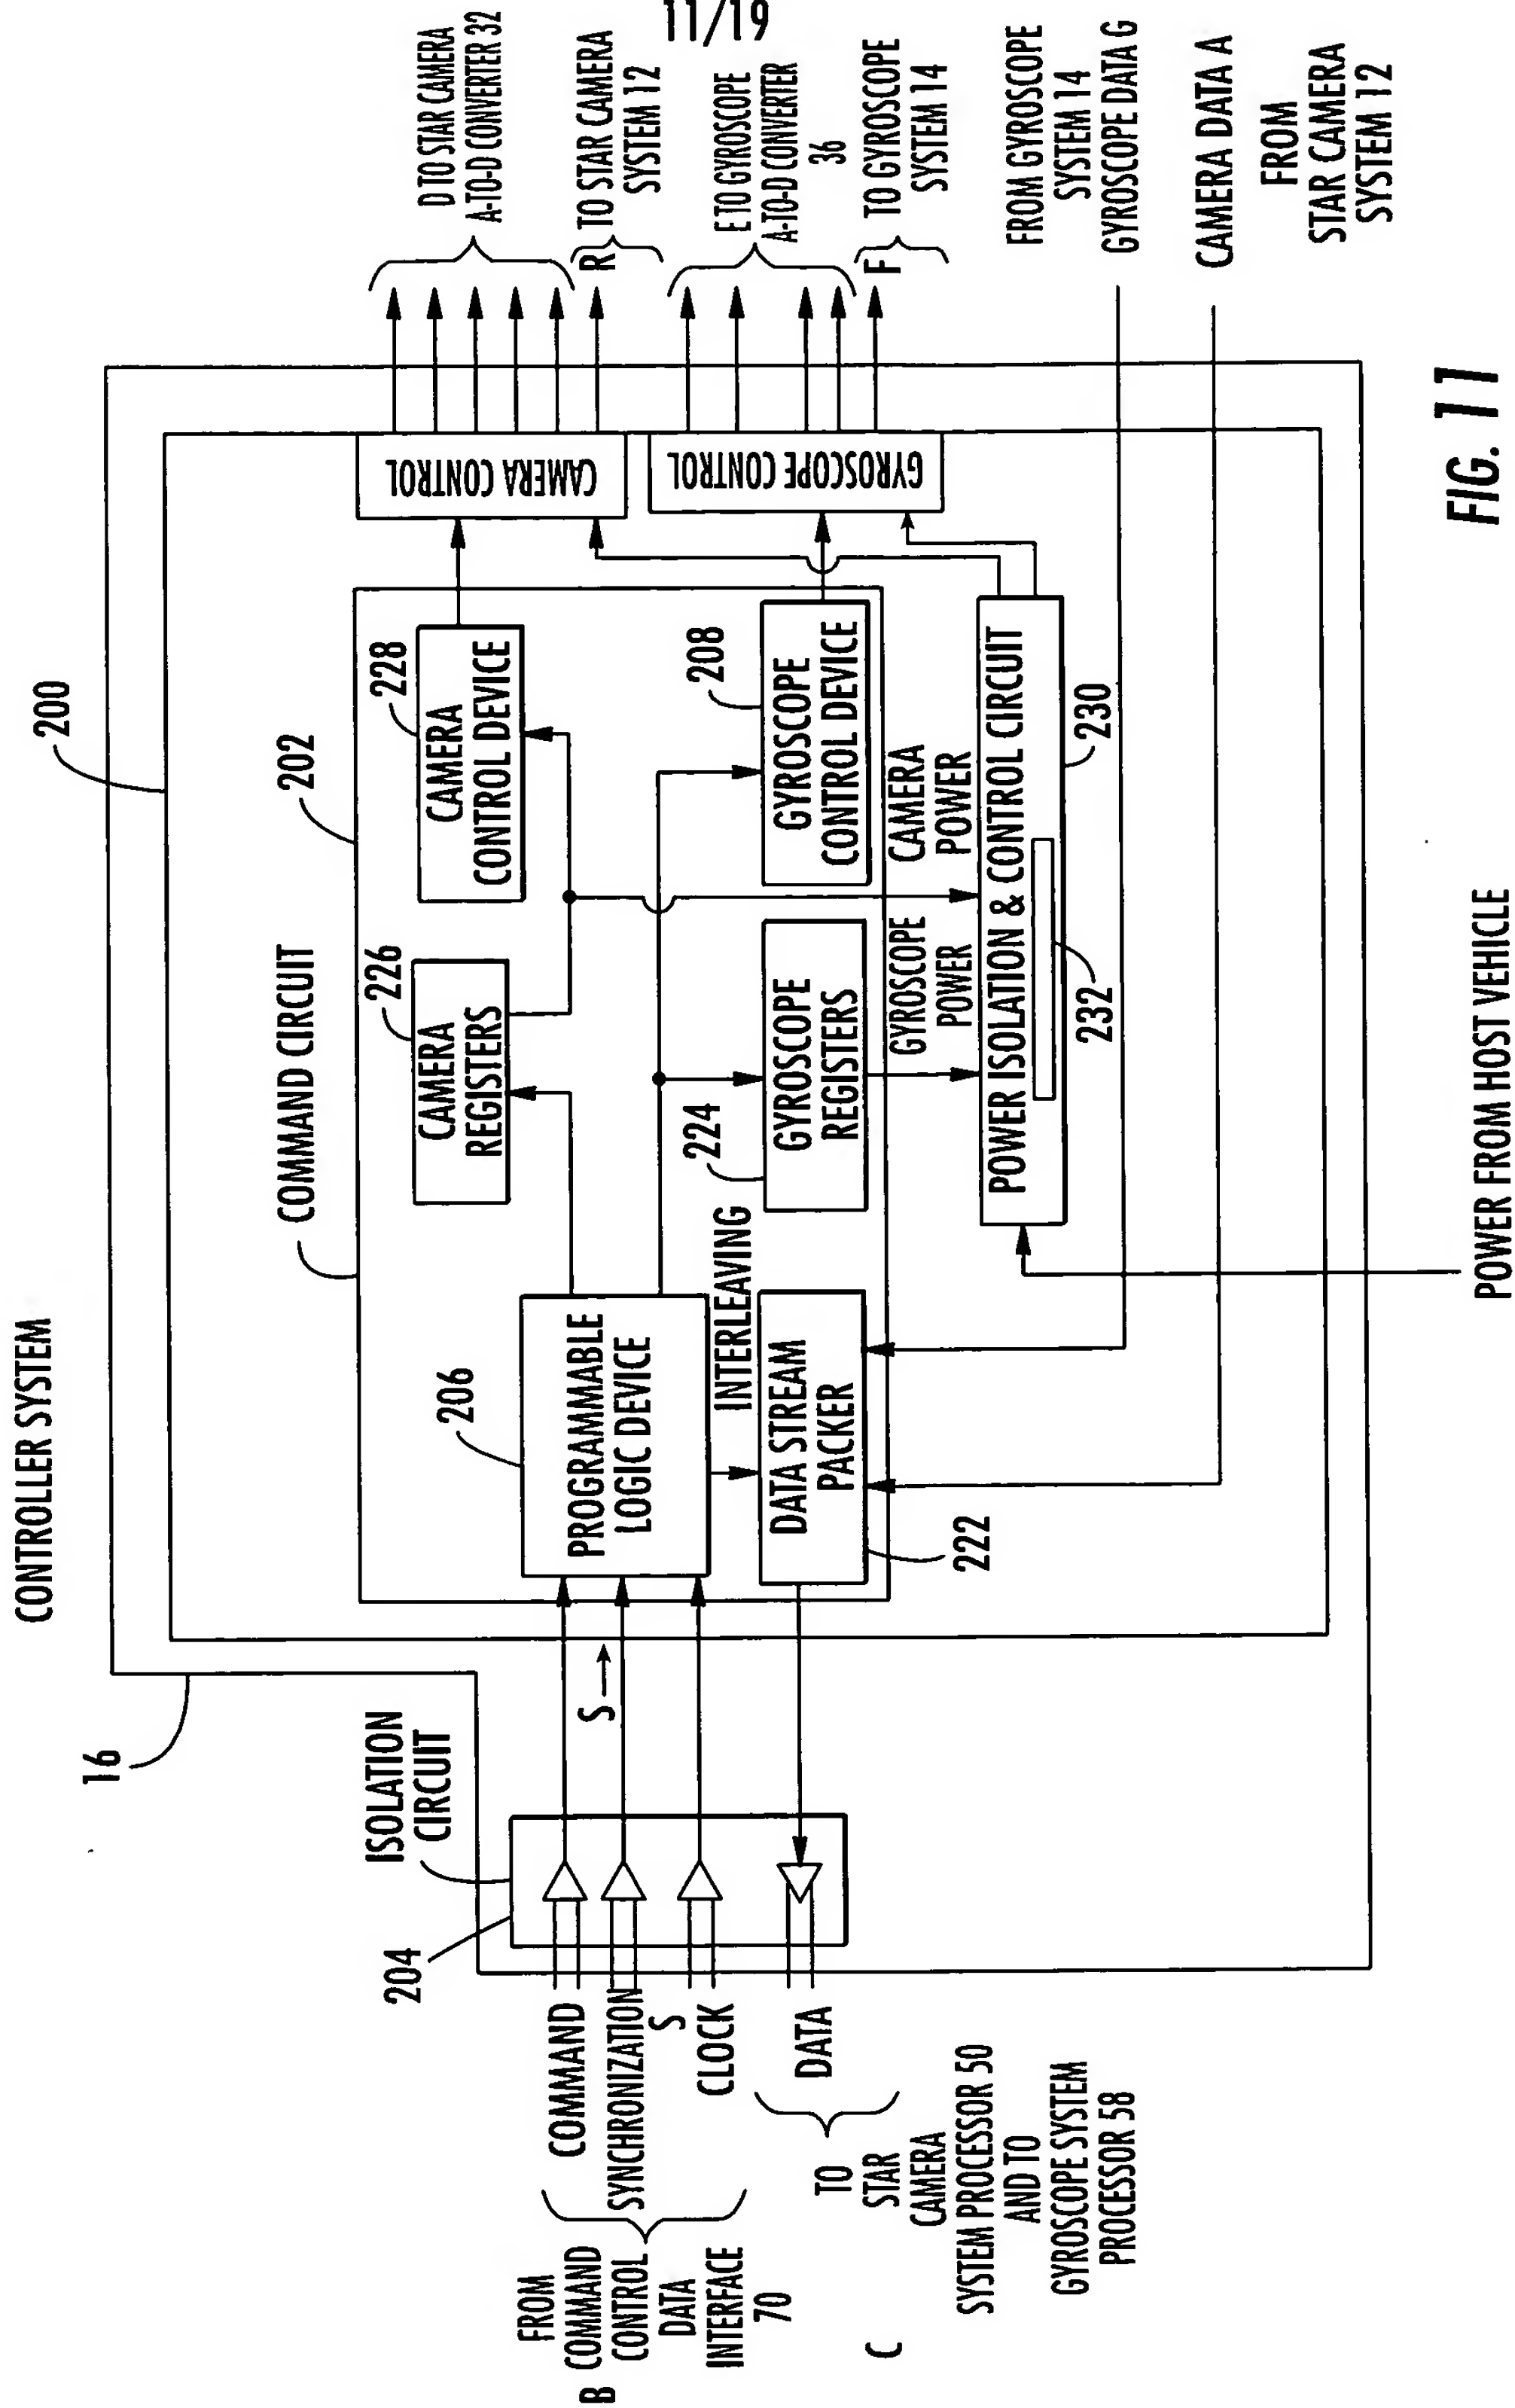 11/19
CONTROLLER SYSTEM
16
200
COMMAND CIRCUIT
202
ISOLATION
CIRCUIT
204
206
PROGRAMMABLE
LOGIC DEVICE
226
CAMERA
REGISTERS
228
CAMERA
CONTROL DEVICE
CAMERA CONTROL
D TO STAR CAMERA
A-TO-D CONVERTER 32
R
TO STAR CAMERA
SYSTEM 12
S
INTERLEAVING
DATA STREAM
PACKER
222
224
GYROSCOPE
REGISTERS
208
GYROSCOPE
CONTROL DEVICE
GYROSCOPE CONTROL
E TO GYROSCOPE
A-TO-D CONVERTER
36
F
TO GYROSCOPE
SYSTEM 14
GYROSCOPE
POWER
CAMERA
POWER
POWER ISOLATION & CONTROL CIRCUIT
232
230
FROM GYROSCOPE
SYSTEM 14
GYROSCOPE DATA G
CAMERA DATA A
FROM
STAR CAMERA
SYSTEM 12
COMMAND
SYNCHRONIZATION
S
CLOCK
DATA
FROM
B COMMAND
CONTROL
DATA
INTERFACE
70
C
TO
STAR
CAMERA
SYSTEM PROCESSOR 50
AND TO
GYROSCOPE SYSTEM
PROCESSOR 58
POWER FROM HOST VEHICLE
FIG. 11